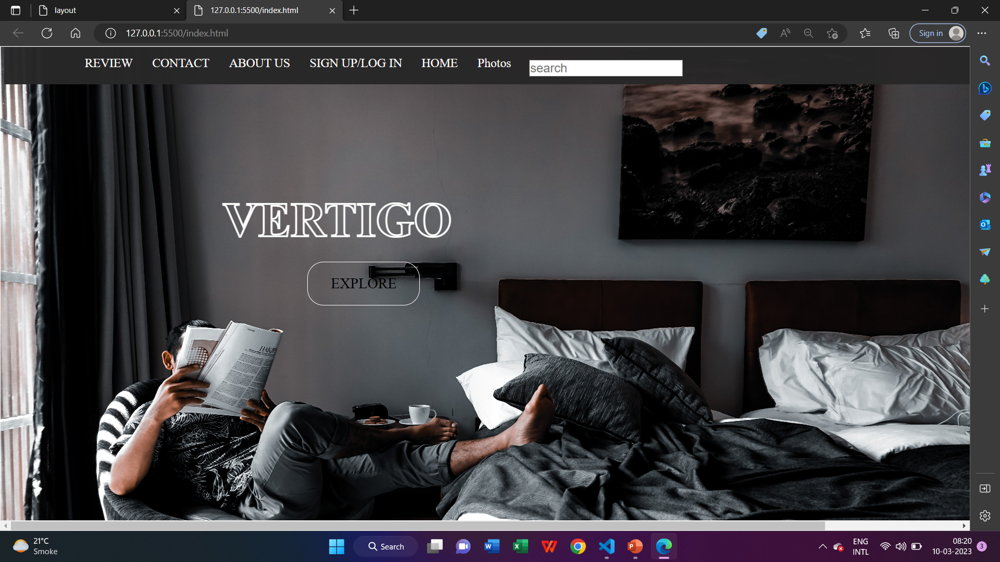 layout
127.0.0.1:5500/index.html
127.0.0.1:5500/index.html
Sign in
REVIEW CONTACT ABOUT US SIGN UP/LOG IN HOME Photos search
VERTIGO
EXPLORE
21°C
Smoke
Search
ENG
INTL
08:20
10-03-2023
3